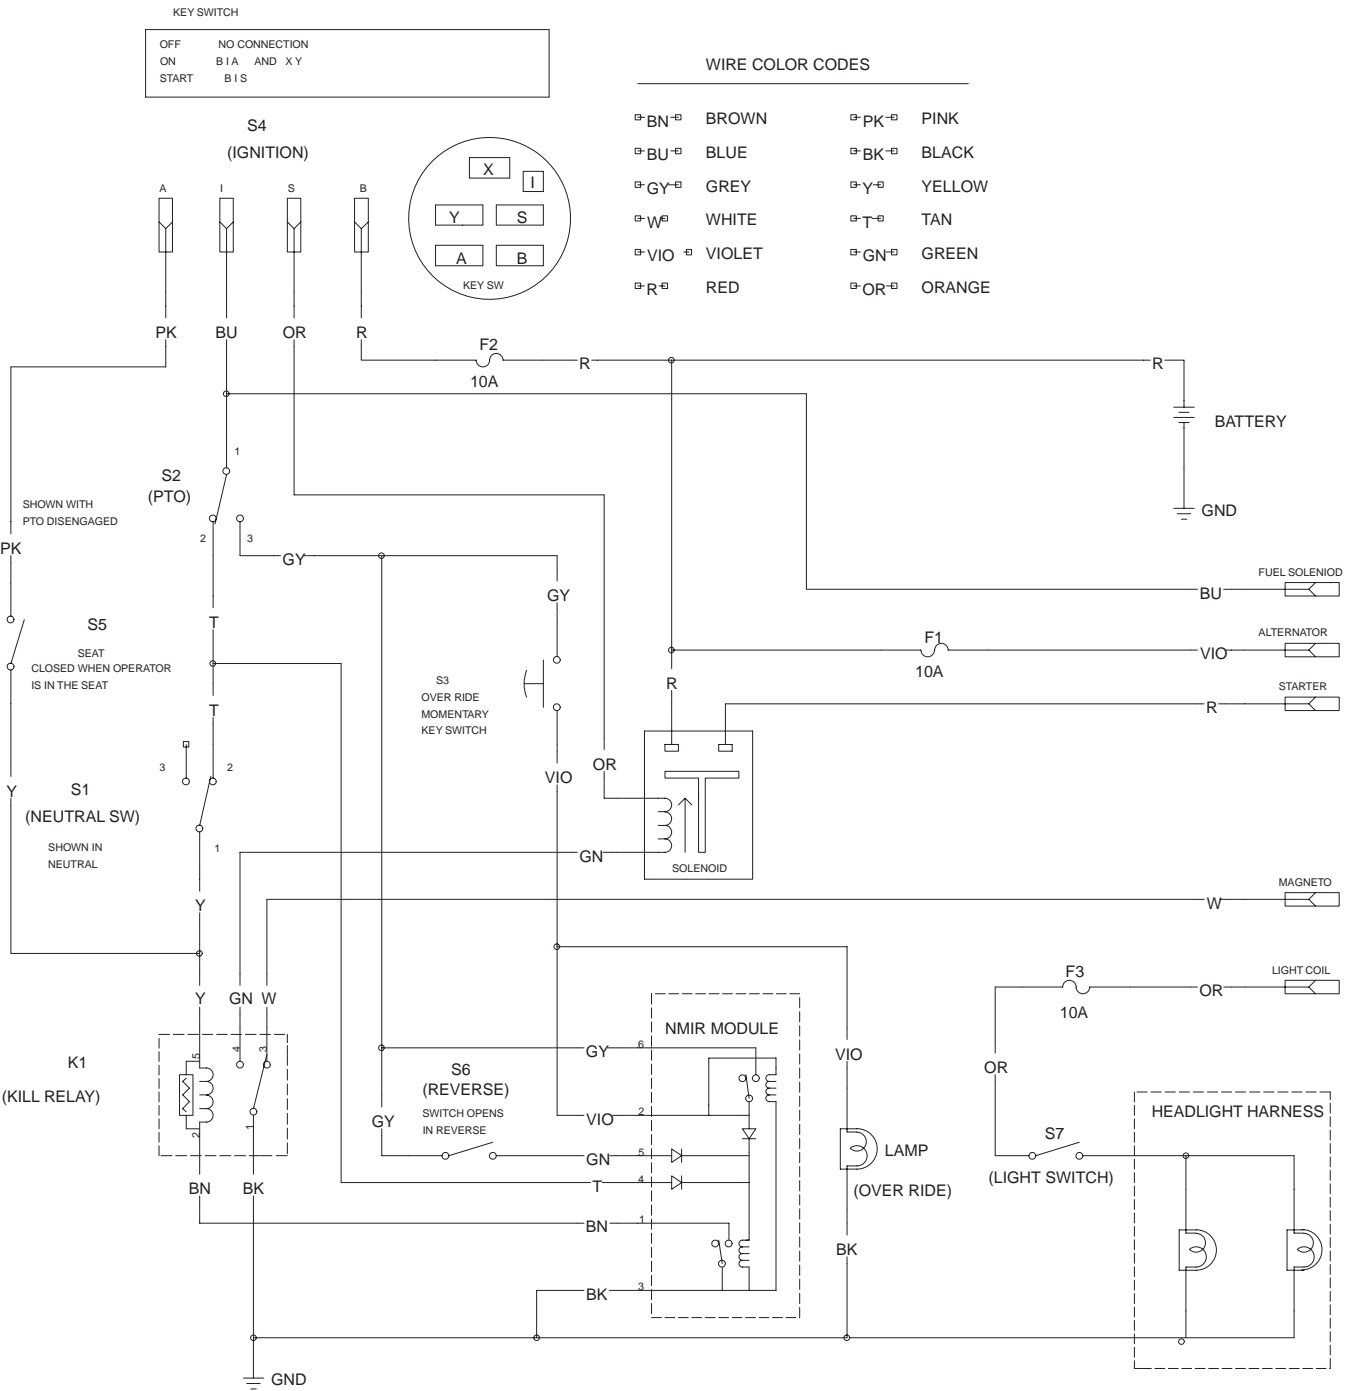 KEY SWITCH
OFF NO CONNECTION
ON B I A AND X Y
START B I S
WIRE COLOR CODES
BN BROWN PK PINK
BU BLUE BK BLACK
GY GREY Y YELLOW
W WHITE T TAN
VIO VIOLET GN GREEN
R RED OR ORANGE
S4
(IGNITION)
A I S B
X
I
Y S
A B
KEY SW
PK BU OR R
F2
10A
R
R
BATTERY
GND
1
S2
(PTO)
SHOWN WITH
PTO DISENGAGED
2
3
PK
GY
GY
FUEL SOLENIOD
BU
T
S5
SEAT
CLOSED WHEN OPERATOR
IS IN THE SEAT
ALTERNATOR
F1
10A
VIO
S3
OVER RIDE
MOMENTARY
KEY SWITCH
R
STARTER
R
T
3 2
VIO
OR
Y
S1
(NEUTRAL SW)
SHOWN IN
NEUTRAL
1
GN
SOLENOID
MAGNETO
W
Y
Y GN W
LIGHT COIL
F3
10A
OR
NMIR MODULE
K1
(KILL RELAY)
5 4 3
2 1
GY 6
VIO
OR
S6
(REVERSE)
SWITCH OPENS
IN REVERSE
GY
VIO 2
GN 5
T 4
LAMP
(OVER RIDE)
S7
(LIGHT SWITCH)
HEADLIGHT HARNESS
BN BK
BN 1
BK
BK 3
GND